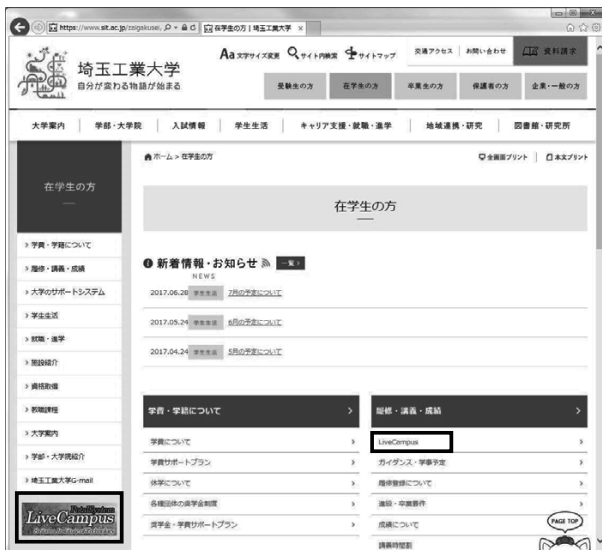 https://www.sit.ac.jp/zaigakusei,
在学生の方 | 埼玉工業大学
埼玉工業大学
自分が変わる物語が始まる
Aa 文字サイズ変更 サイト内検索 サイトマップ 交通アクセス お問い合わせ 資料請求
受験生の方 在学生の方 卒業生の方 保護者の方 企業・一般の方
大学案内 学部・大学院 入試情報 学生生活 キャリア支援・就職・進学 地域連携・研究 図書館・研究所
ホーム > 在学生の方 全画面プリント 本文プリント
在学生の方
在学生の方
> 学費・学籍について
> 履修・講義・成績
> 大学のサポートシステム
> 学生生活
> 就職・進学
> 施設紹介
> 資格取得
> 教職課程
> 大学案内
> 学部・大学院紹介
> 埼玉工業大学G-mail
LiveCampus
新着情報・お知らせ 一覧 >
NEWS
2017.06.28 学生生活 7月の予定について
2017.05.24 学生生活 6月の予定について
2017.04.24 学生生活 5月の予定について
学費・学籍について >
学費について >
学費サポートプラン >
休学について >
各種団体の奨学金制度 >
奨学金・学費サポートプラン >
履修・講義・成績 >
LiveCampus >
ガイダンス・学事予定 >
履修登録について >
進級・卒業要件 >
成績について >
講義時間割
PAGE TOP